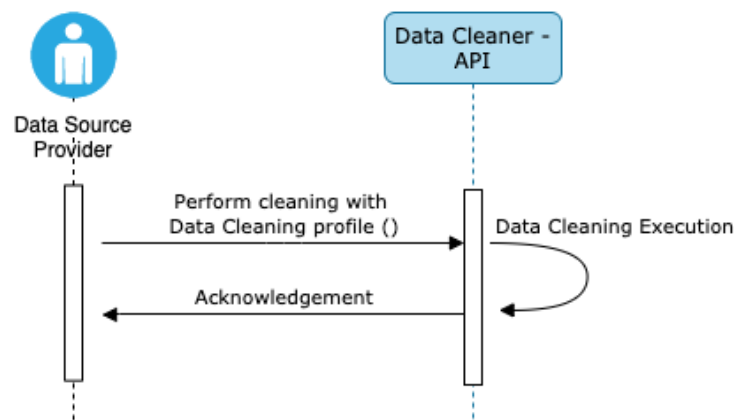 Data Cleaner -
API
Data Source
Provider
Perform cleaning with
Data Cleaning profile ()
Data Cleaning Execution
Acknowledgement